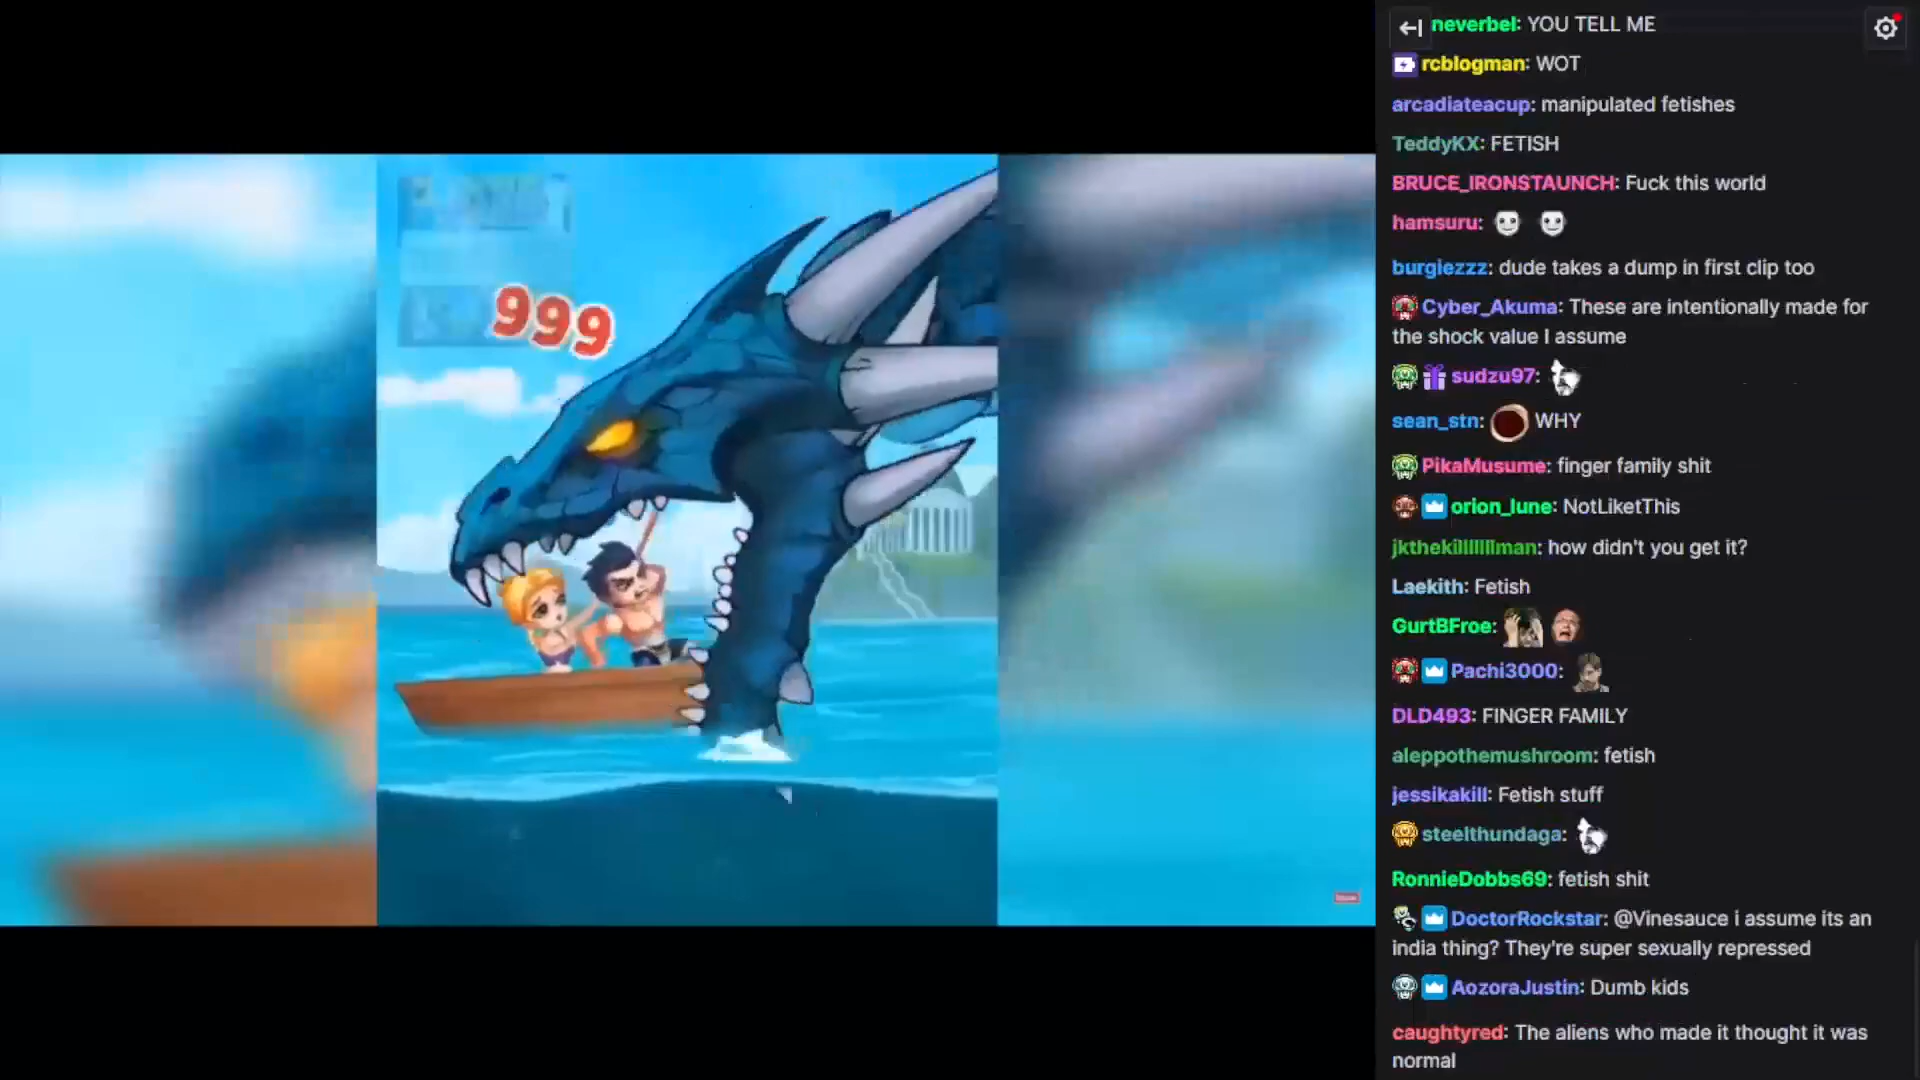 999
neverbel: YOU TELL ME
rcblogman: WOT
arcadiateacup: manipulated fetishes
TeddyKX: FETISH
BRUCE_IRONSTAUNCH: Fuck this world
hamsuru:
burgiezzz: dude takes a dump in first clip too
Cyber_Akuma: These are intentionally made for
the shock value I assume
sudzu97:
sean_stn: WHY
PikaMusume: finger family shit
orion_lune: NotLiketThis
how didn't you get it?
Laekith: Fetish
GurtBFroe:
Pachi3000:
DLD493: FINGER FAMILY
aleppothemushroom: fetish
jessikakill: Fetish stuff
steelthundaga:
RonnieDobbs69: fetish shit
DoctorRockstar: @Vinesauce i assume its an
india thing? They're super sexually repressed
AozoraJustin: Dumb kids
caughtyred: The aliens who made it thought it was
normal